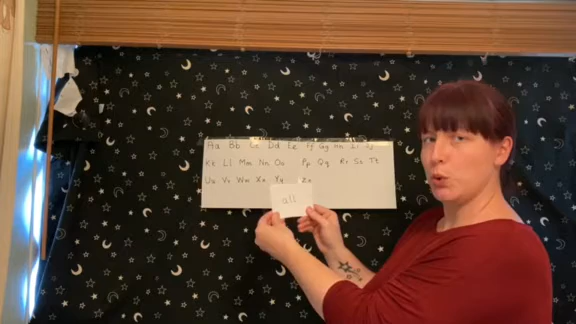 Aa Bb Cc Dd Ee Ff Gg Hh Ii Jj
Kk Ll Mm Nn Oo Pp Qq Rr Ss Tt
Uu Vv Ww Xx Yy Zz
all